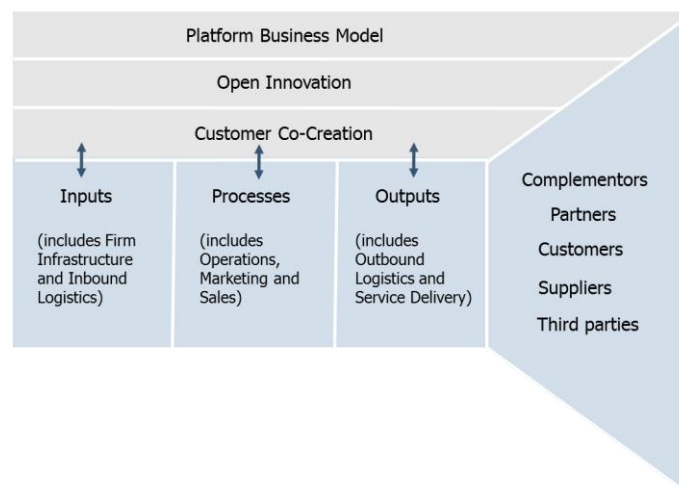 Platform Business Model
Open Innovation
Customer Co-Creation
Inputs
(includes Firm
Infrastructure
and Inbound
Logistics)
Processes
(includes
Operations,
Marketing and
Sales)
Outputs
(includes
Outbound
Logistics and
Service Delivery)
Complementors
Partners
Customers
Suppliers
Third parties